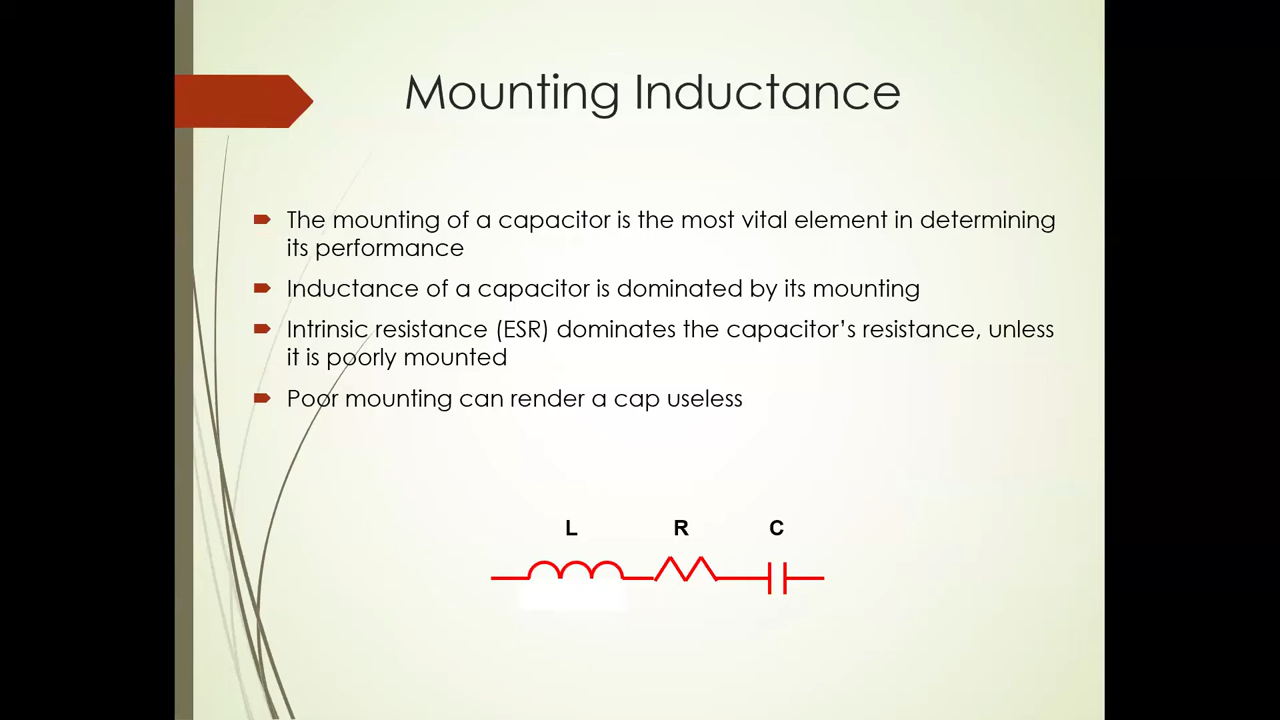 Mounting Inductance
The mounting of a capacitor is the most vital element in determining
its performance
Inductance of a capacitor is dominated by its mounting
Intrinsic resistance (ESR) dominates the capacitor’s resistance, unless
it is poorly mounted
Poor mounting can render a cap useless
L R C